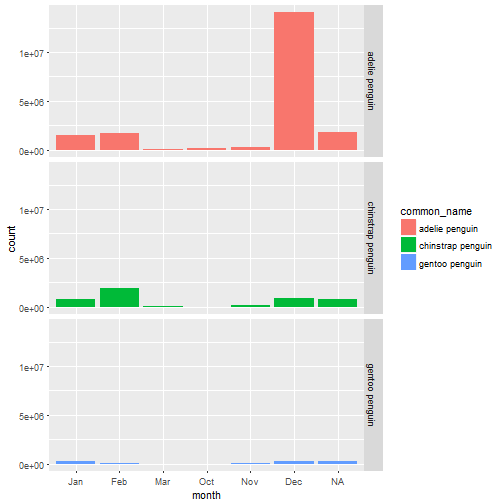 1e+07
5e+06
0e+00
adelie penguin
1e+07
5e+06
0e+00
chinstrap penguin
1e+07
5e+06
0e+00
gentoo penguin
Jan Feb Mar Oct Nov Dec NA
month
count
common_name
adelie penguin
chinstrap penguin
gentoo penguin